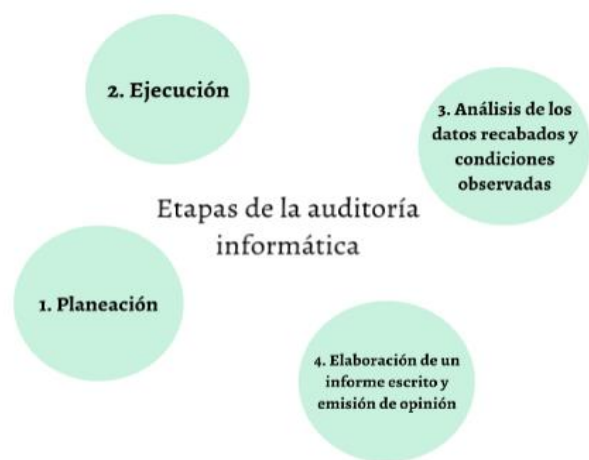 2. Ejecución
3. Análisis de los
datos recabados y
condiciones
observadas
Etapas de la auditoría
informática
1. Planeación
4. Elaboración de un
informe escrito y
emisión de opinión